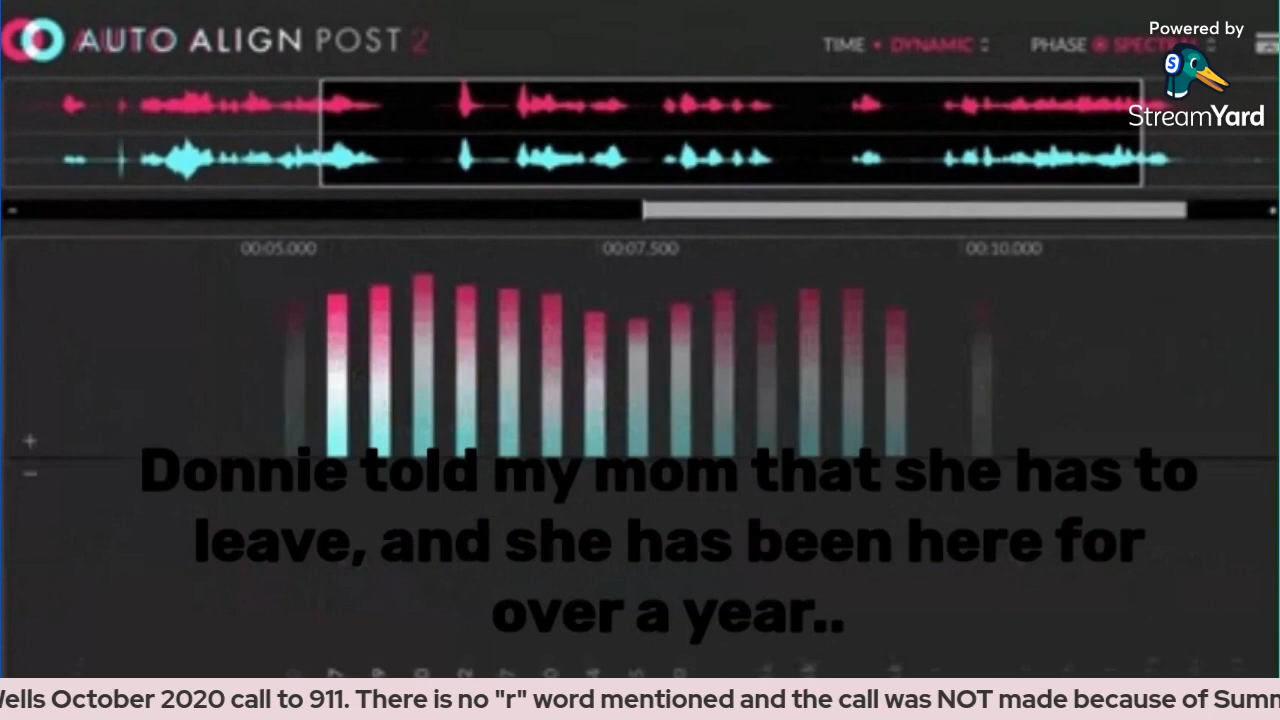 AUTO ALIGN POST 2
TIME • DYNAMIC
PHASE SPECTRAL
Powered by
S
StreamYard
00:05.000 00:07.500 00:10.000
+
−
Donnie told my mom that she has to
leave, and she has been here for
over a year..
October 2020 call to 911. There is no "r" word mentioned and the call was NOT made because of